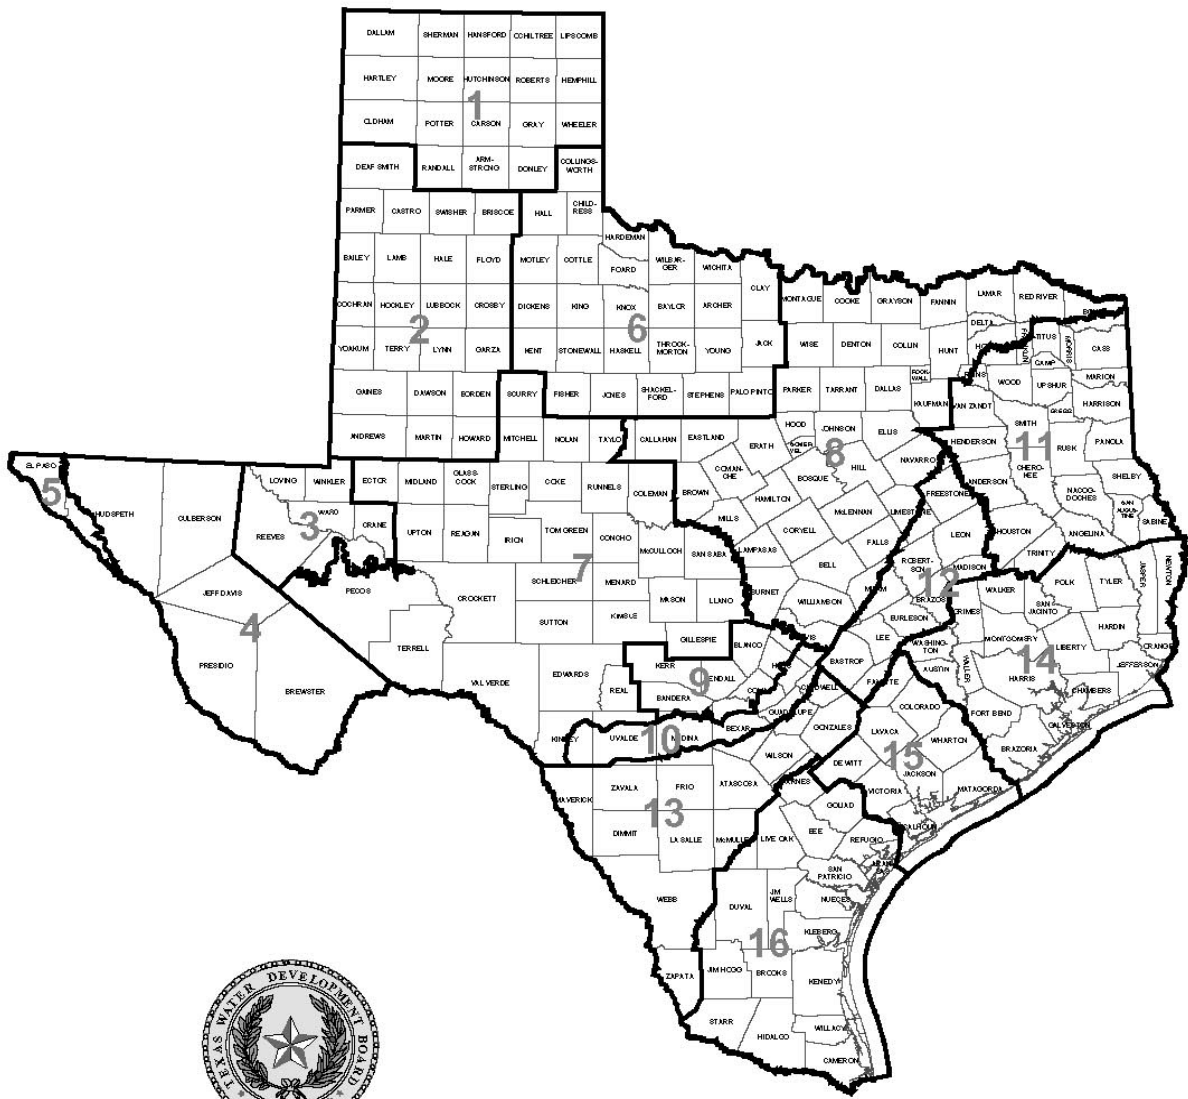 DALLAM SHERMAN HANSFORD OCHILTREE LIPSCOMB
HARTLEY MOORE HUTCHINSON ROBERTS HEMPHILL
1
OLDHAM POTTER CARSON GRAY WHEELER
DEAF SMITH RANDALL ARM-
STRONG DONLEY COLLINGS-
WORTH
PARMER CASTRO SWISHER BRISCOE HALL CHILD-
RESS
HARDEMAN
BAILEY LAMB HALE FLOYD MOTLEY COTTLE FOARD WILBAR-
GER WICHITA
CLAY MONTAGUE COOKE GRAYSON FANNIN LAMAR RED RIVER
COCHRAN HOCKLEY LUBBOCK CROSBY DICKENS KING KNOX BAYLOR ARCHER
2
6
DELTA
TITUS
MORRIS
CASS
YOAKUM TERRY LYNN GARZA KENT STONEWALL HASKELL THROCK-
MORTON YOUNG JACK WISE DENTON COLLIN HUNT
CAMP
ROCK-
WALL
WOOD UPSHUR MARION
GAINES DAWSON BORDEN SCURRY FISHER JONES SHACKEL-
FORD STEPHENS PALO PINTO PARKER TARRANT DALLAS KAUFMAN VAN ZANDT
GREGG HARRISON
SMITH
ANDREWS MARTIN HOWARD MITCHELL NOLAN TAYLOR CALLAHAN EASTLAND ERATH HOOD JOHNSON ELLIS HENDERSON
8
11
RUSK PANOLA
NAVARRO
CHERO-
KEE
EL PASO
5
HUDSPETH CULBERSON LOVING WINKLER ECTOR MIDLAND GLASS-
COCK STERLING COKE RUNNELS COLEMAN BROWN COMAN-
CHE BOSQUE HILL
ANDERSON
SHELBY
NACOG-
DOCHES
SAN
AUGUS-
TINE
SABINE
FREESTONE
HAMILTON
WARD
3
REEVES CRANE UPTON REAGAN IRION TOM GREEN CONCHO McCULLOCH SAN SABA MILLS LAMPASAS CORYELL McLENNAN LIMESTONE LEON HOUSTON ANGELINA
FALLS
TRINITY
7
SCHLEICHER MENARD BELL ROBERT-
SON MADISON
12
POLK TYLER JASPER NEWTON
JEFF DAVIS PECOS CROCKETT MASON LLANO BURNET WILLIAMSON MILAM BRAZOS GRIMES WALKER SAN
JACINTO
4
SUTTON KIMBLE BURLESON
HARDIN
TERRELL GILLESPIE BLANCO LEE WASHING-
TON MONTGOMERY LIBERTY ORANGE
PRESIDIO BREWSTER VAL VERDE EDWARDS REAL KERR KENDALL
9
BASTROP AUSTIN WALLER
14
HARRIS JEFFERSON
BANDERA CALDWELL FAYETTE CHAMBERS
COLORADO FORT BEND GALVESTON
GUADALUPE
KINNEY UVALDE
10
MEDINA BEXAR GONZALES LAVACA WHARTON BRAZORIA
WILSON DE WITT
15
JACKSON
ZAVALA FRIO ATASCOSA KARNES VICTORIA MATAGORDA
MAVERICK
13
GOLIAD
CALHOUN
DIMMIT LA SALLE McMULLEN LIVE OAK BEE REFUGIO
SAN
PATRICIO
WEBB DUVAL JIM
WELLS NUECES
16
KLEBERG
ZAPATA JIM HOGG BROOKS KENEDY
STARR HIDALGO WILLACY
CAMERON
TEXAS WATER DEVELOPMENT BOARD